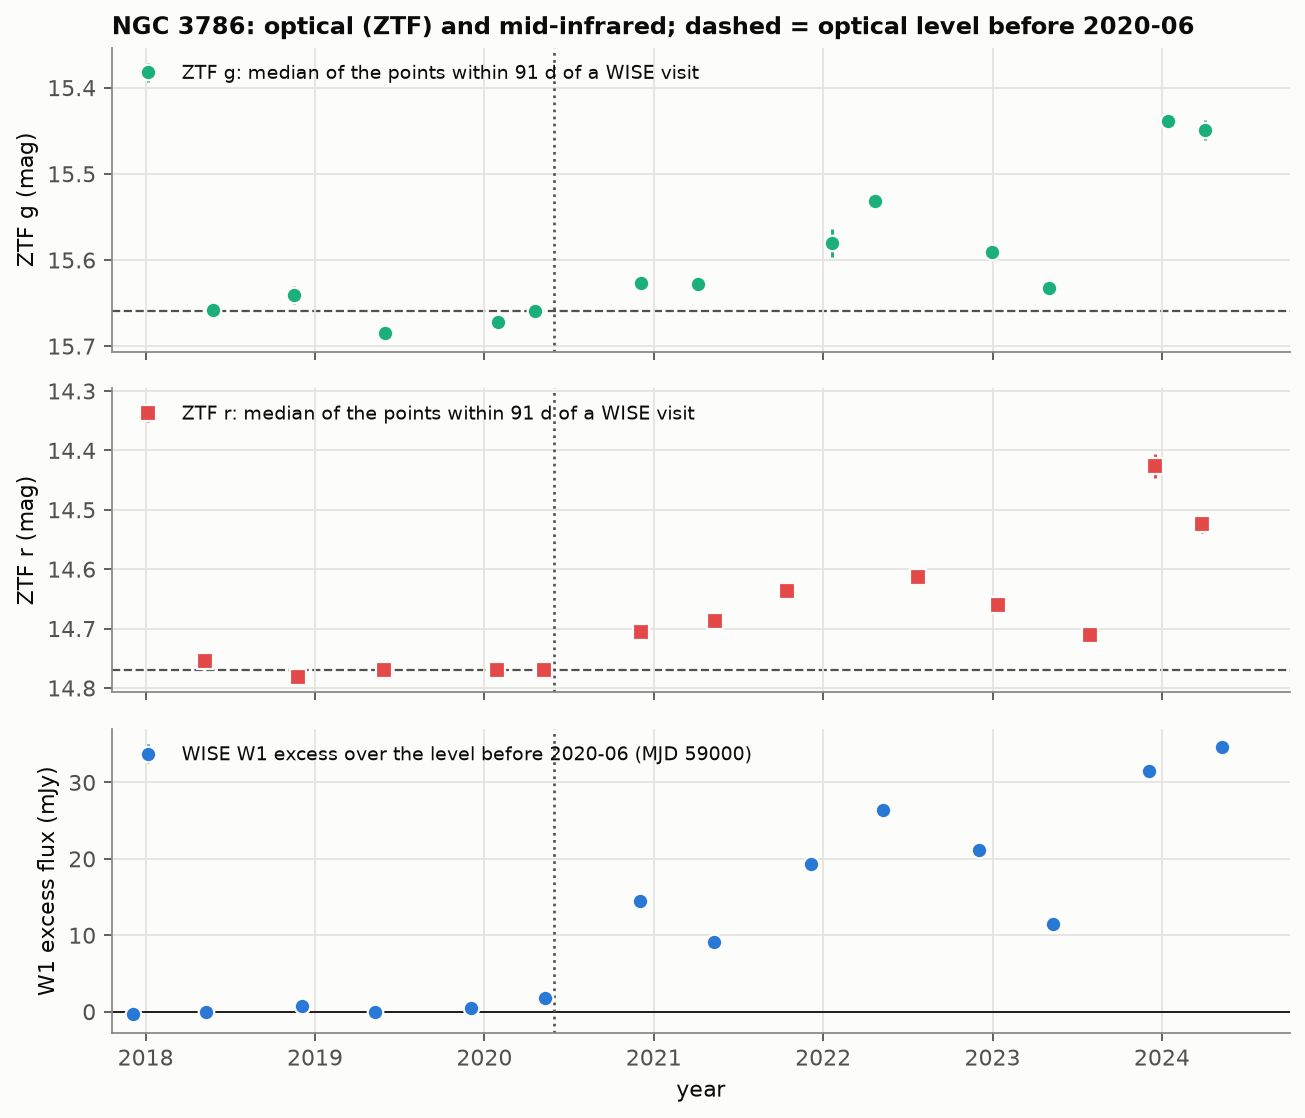 NGC 3786: optical (ZTF) and mid-infrared; dashed = optical level before 2020-06
ZTF g: median of the points within 91 d of a WISE visit
ZTF g (mag)
15.4
15.5
15.6
15.7
ZTF r: median of the points within 91 d of a WISE visit
ZTF r (mag)
14.3
14.4
14.5
14.6
14.7
14.8
WISE W1 excess over the level before 2020-06 (MJD 59000)
W1 excess flux (mJy)
30
20
10
0
2018 2019 2020 2021 2022 2023 2024
year